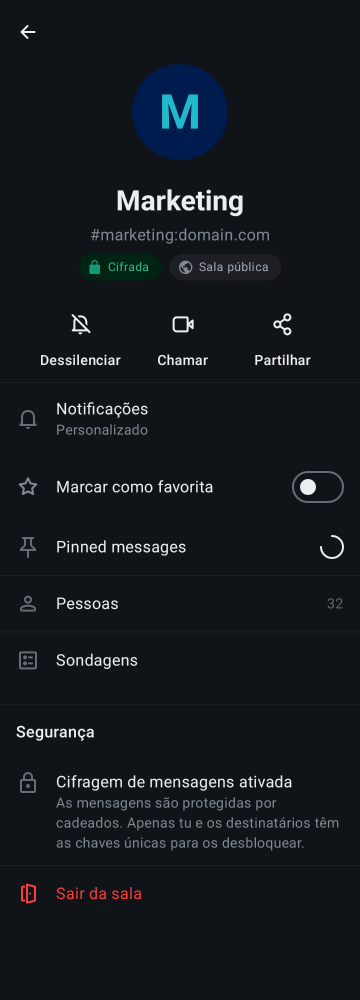 M
Marketing
#marketing:domain.com
Cifrada
Sala pública
Dessilenciar
Chamar
Partilhar
Notificações
Personalizado
Marcar como favorita
Pinned messages
Pessoas
32
Sondagens
Segurança
Cifragem de mensagens ativada
As mensagens são protegidas por
cadeados. Apenas tu e os destinatários têm
as chaves únicas para os desbloquear.
Sair da sala